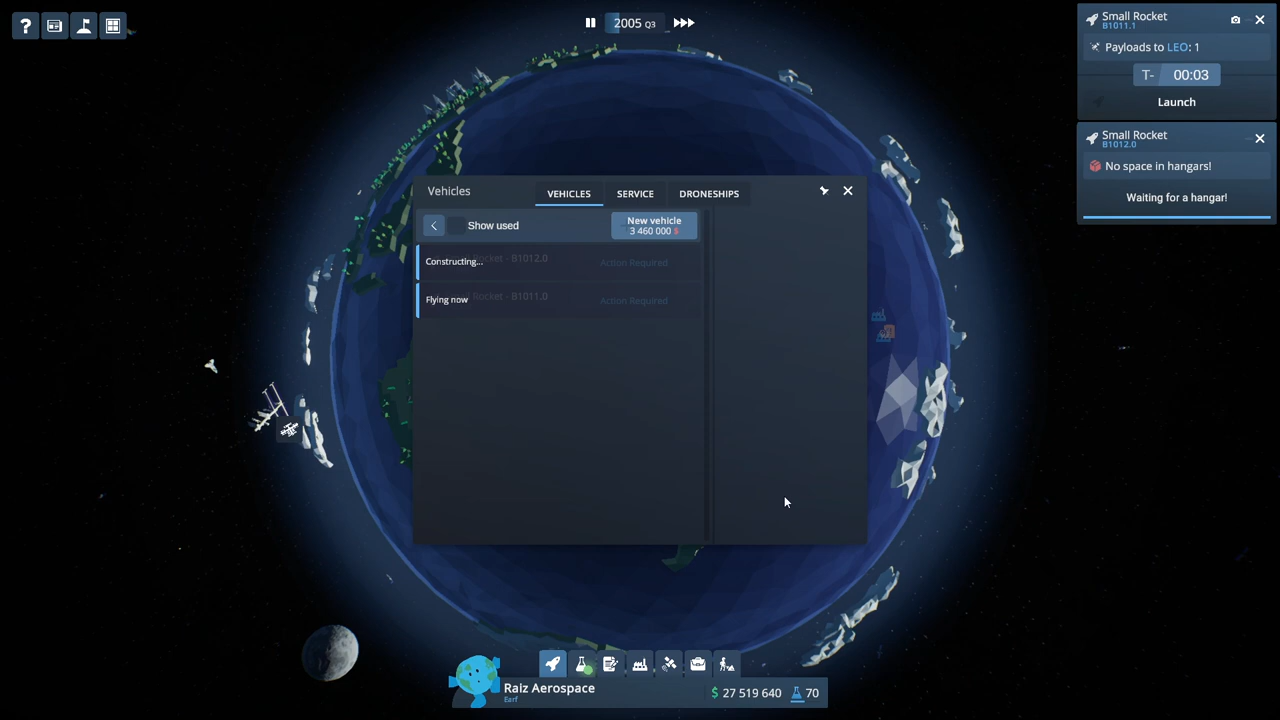 ?
2005 Q3
Small Rocket
B1011.1
Payloads to LEO: 1
T- 00:03
Launch
Small Rocket
B1012.0
No space in hangars!
Waiting for a hangar!
Vehicles
VEHICLES
SERVICE
DRONESHIPS
Show used
New vehicle
3 460 000 $
Constructing...
Rocket - B1012.0
Action Required
Flying now
Rocket - B1011.0
Action Required
Raiz Aerospace
Earf
$ 27 519 640
70